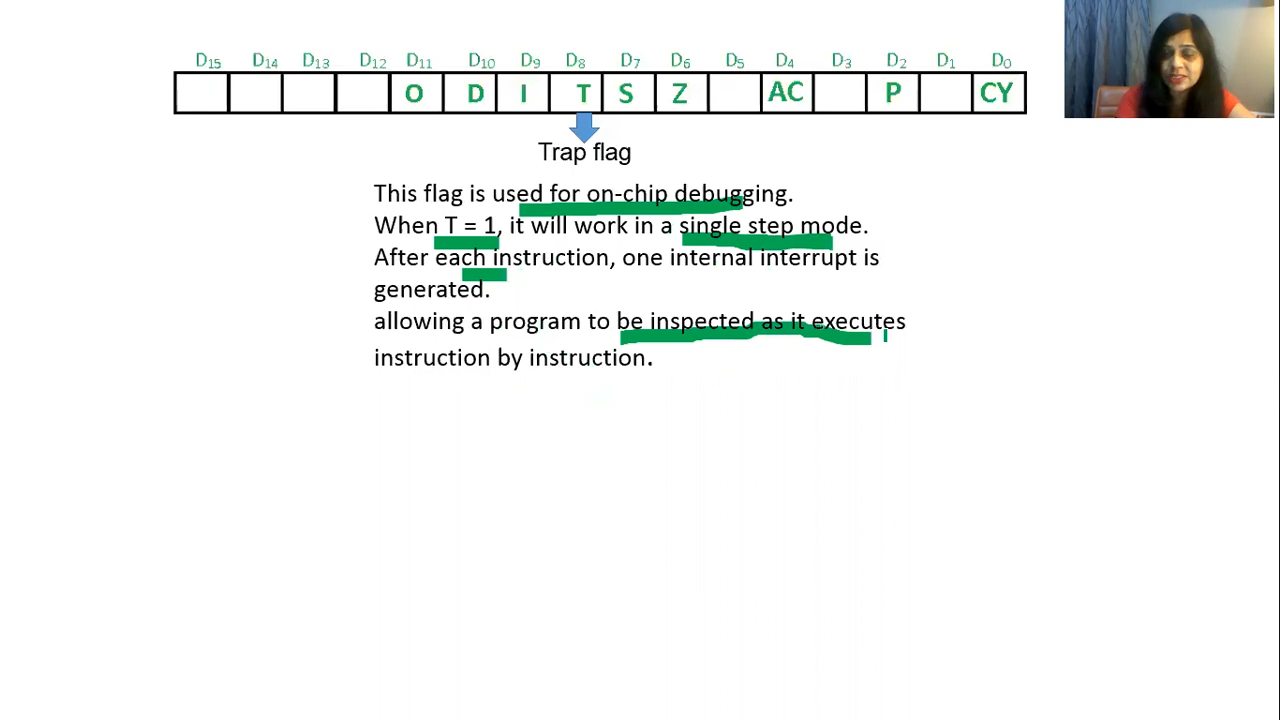 D15 D14 D13 D12 D11 D10 D9 D8 D7 D6 D5 D4 D3 D2 D1 D0
O D I T S Z AC P CY
Trap flag
This flag is used for on-chip debugging.
When T = 1, it will work in a single step mode.
After each instruction, one internal interrupt is
generated.
allowing a program to be inspected as it executes
instruction by instruction.